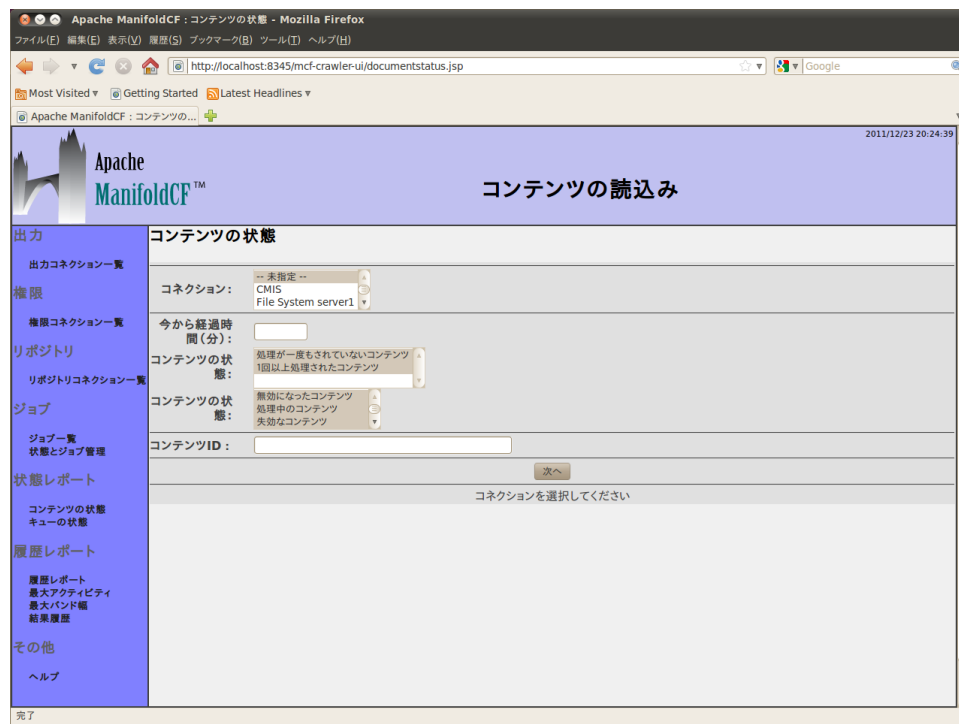 Apache ManifoldCF : コンテンツの状態 - Mozilla Firefox
ファイル(F) 編集(E) 表示(V) 履歴(S) ブックマーク(B) ツール(T) ヘルプ(H)
http://localhost:8345/mcf-crawler-ui/documentstatus.jsp
Google
Most Visited
Getting Started
Latest Headlines
Apache ManifoldCF : コンテンツの...
2011/12/23 20:24:39
Apache
ManifoldCF™
コンテンツの読込み
出力
出力コネクション一覧
権限
権限コネクション一覧
リポジトリ
リポジトリコネクション一覧
ジョブ
ジョブ一覧
状態とジョブ管理
状態レポート
コンテンツの状態
キューの状態
履歴レポート
履歴レポート
最大アクティビティ
最大バンド幅
結果履歴
その他
ヘルプ
コンテンツの状態
コネクション:
-- 未指定 --
CMIS
File System server1
今から経過時
間(分):
コンテンツの状
態:
処理が一度もされていないコンテンツ
1回以上処理されたコンテンツ
コンテンツの状
態:
無効になったコンテンツ
処理中のコンテンツ
失効なコンテンツ
コンテンツID:
次へ
コネクションを選択してください
完了